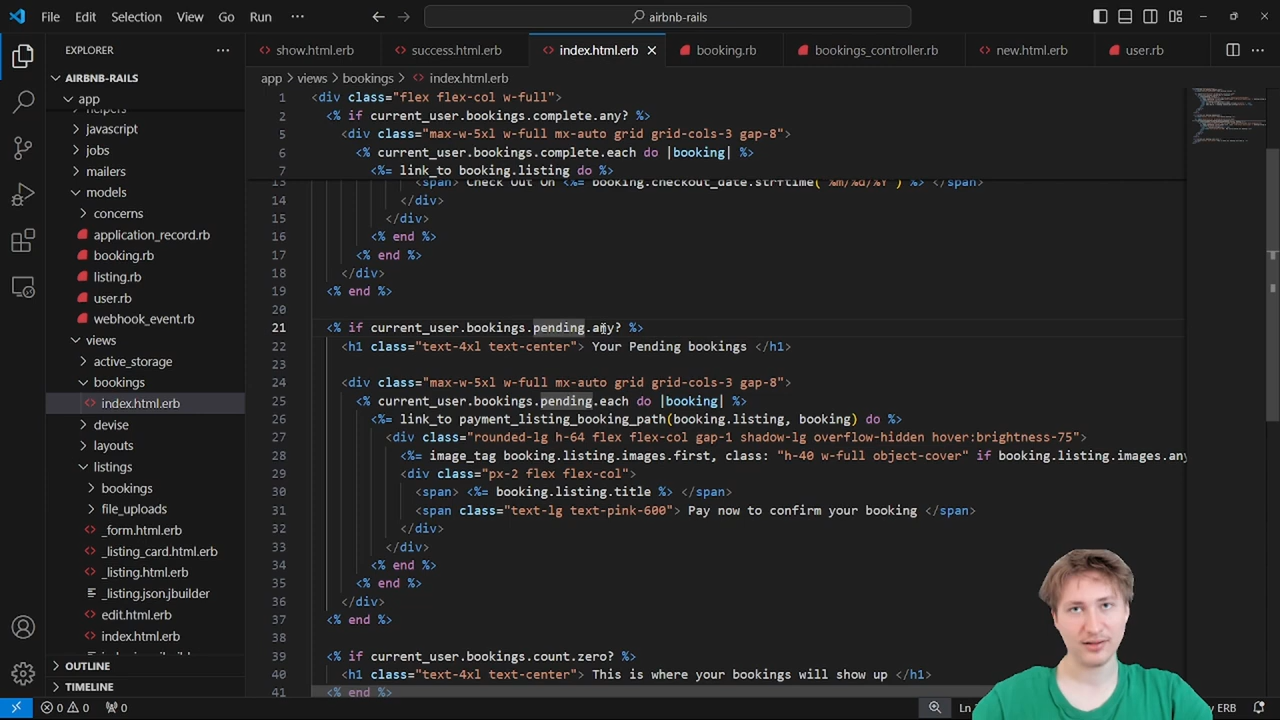 File Edit Selection View Go Run ··· airbnb-rails
EXPLORER ···
show.html.erb success.html.erb index.html.erb booking.rb bookings_controller.rb new.html.erb user.rb ···
AIRBNB-RAILS
app
helpers
javascript
jobs
mailers
models
concerns
application_record.rb
booking.rb
listing.rb
user.rb
webhook_event.rb
views
active_storage
bookings
index.html.erb
devise
layouts
listings
bookings
file_uploads
_form.html.erb
_listing_card.html.erb
_listing.html.erb
_listing.json.jbuilder
edit.html.erb
index.html.erb
OUTLINE
TIMELINE
app > views > bookings > index.html.erb
1 <div class="flex flex-col w-full">
2 <% if current_user.bookings.complete.any? %>
5 <div class="max-w-5xl w-full mx-auto grid grid-cols-3 gap-8">
6 <% current_user.bookings.complete.each do |booking| %>
7 <%= link_to booking.listing do %>
13 <span> Check Out On <%= booking.checkout_date.strftime('%m/%d/%Y') %> </span>
14 </div>
15 </div>
16 <% end %>
17 <% end %>
18 </div>
19 <% end %>
20
21 <% if current_user.bookings.pending.any? %>
22 <h1 class="text-4xl text-center"> Your Pending bookings </h1>
23
24 <div class="max-w-5xl w-full mx-auto grid grid-cols-3 gap-8">
25 <% current_user.bookings.pending.each do |booking| %>
26 <%= link_to payment_listing_booking_path(booking.listing, booking) do %>
27 <div class="rounded-lg h-64 flex flex-col gap-1 shadow-lg overflow-hidden hover:brightness-75">
28 <%= image_tag booking.listing.images.first, class: "h-40 w-full object-cover" if booking.listing.images.any
29 <div class="px-2 flex flex-col">
30 <span> <%= booking.listing.title %> </span>
31 <span class="text-lg text-pink-600"> Pay now to confirm your booking </span>
32 </div>
33 </div>
34 <% end %>
35 <% end %>
36 </div>
37 <% end %>
38
39 <% if current_user.bookings.count.zero? %>
40 <h1 class="text-4xl text-center"> This is where your bookings will show up </h1>
41 <% end %>
0 0 0 ERB